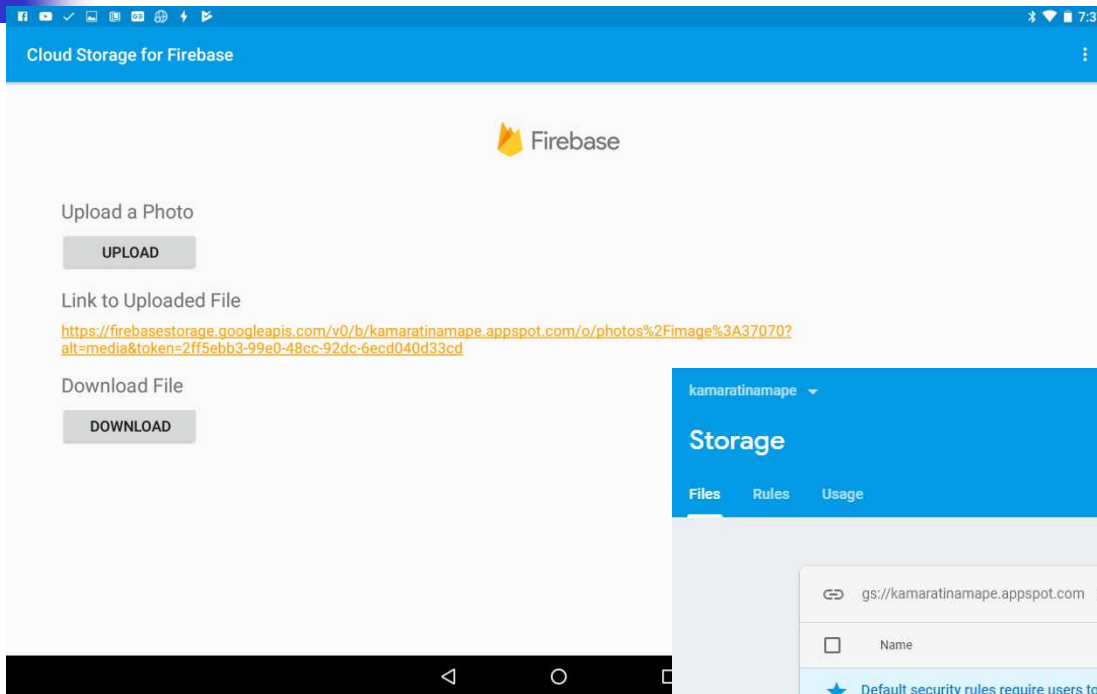 7:3
Cloud Storage for Firebase
Firebase
Upload a Photo
UPLOAD
Link to Uploaded File
https://firebasestorage.googleapis.com/v0/b/kamaratinamape.appspot.com/o/photos%2Fimage%3A37070?
alt=media&token=2ff5ebb3-99e0-48cc-92dc-6ecd040d33cd
Download File
DOWNLOAD
kamaratinamape
Storage
Files Rules Usage
gs://kamaratinamape.appspot.com
Name
Default security rules require users to